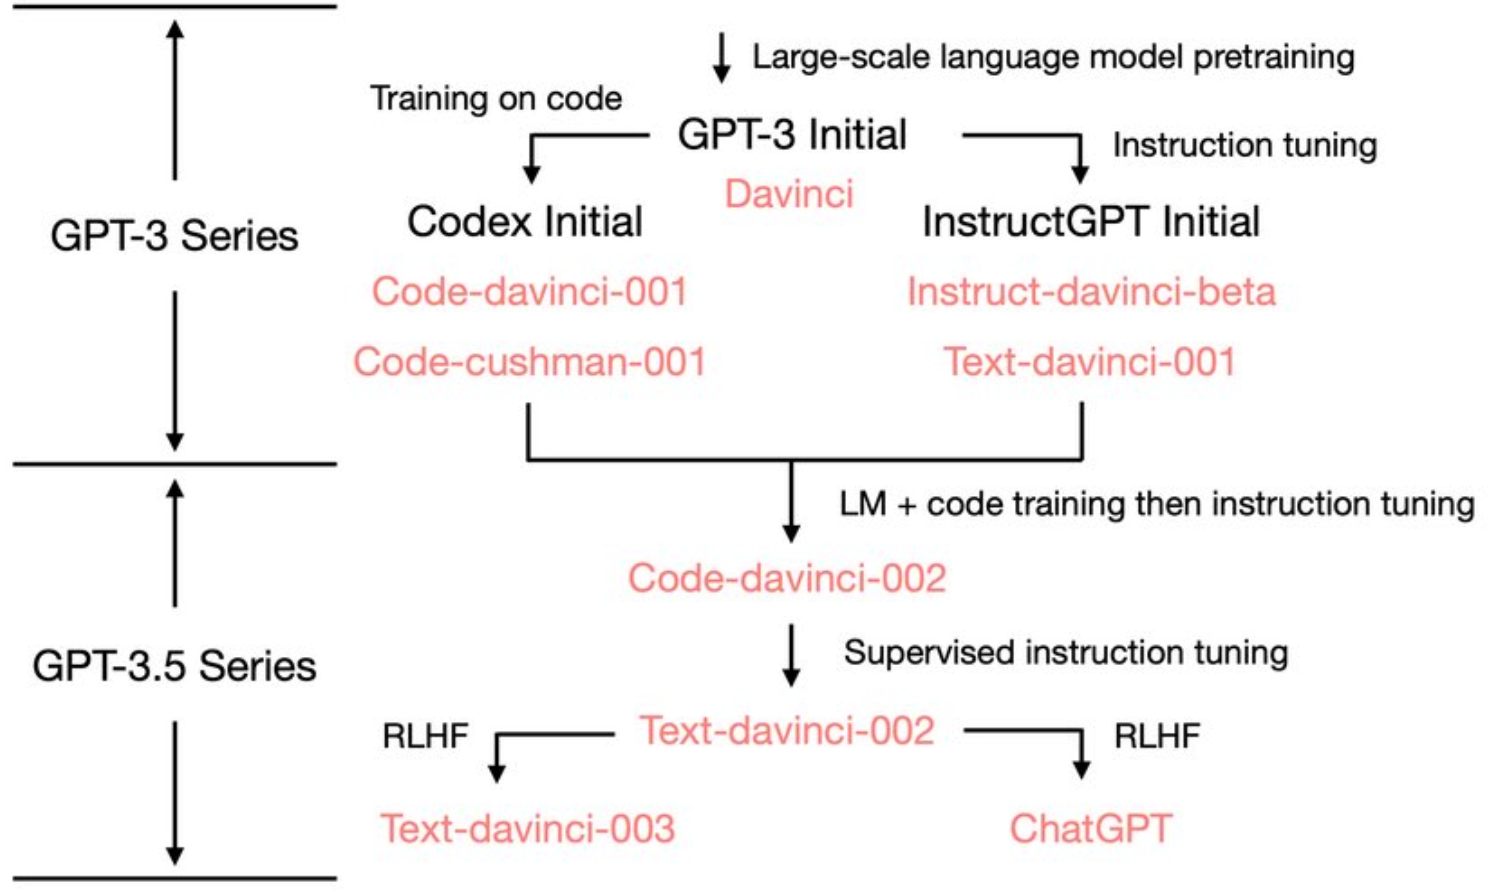 Large-scale language model pretraining
Training on code
GPT-3 Initial
Instruction tuning
Davinci
Codex Initial
InstructGPT Initial
GPT-3 Series
Code-davinci-001
Instruct-davinci-beta
Code-cushman-001
Text-davinci-001
LM + code training then instruction tuning
Code-davinci-002
GPT-3.5 Series
Supervised instruction tuning
Text-davinci-002
RLHF
RLHF
Text-davinci-003
ChatGPT